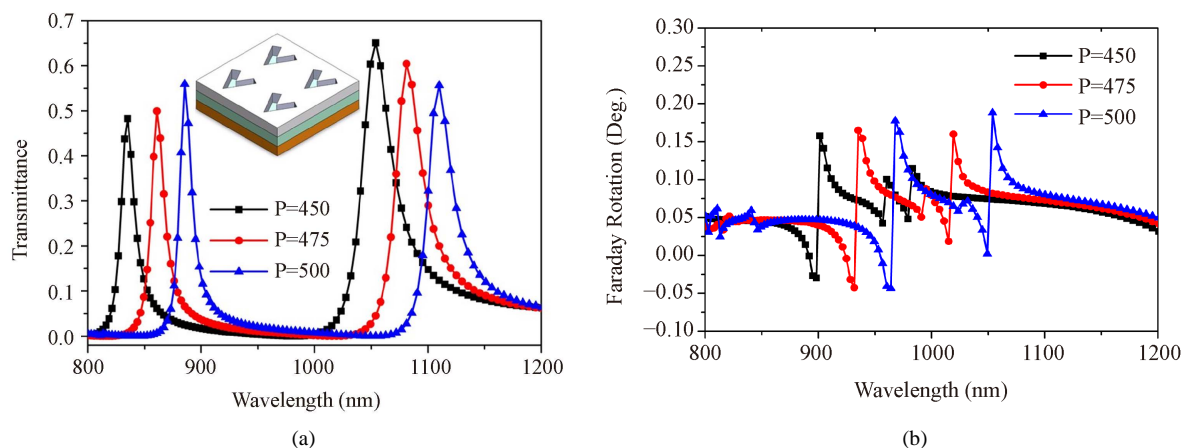 0.7
0.6
0.5
0.4
0.3
0.2
0.1
0.0
Transmittance
P=450
P=475
P=500
800
900
1000
1100
1200
Wavelength (nm)
(a)
0.30
0.25
0.20
0.15
0.10
0.05
0.00
−0.05
−0.10
Faraday Rotation (Deg.)
P=450
P=475
P=500
800
900
1000
1100
1200
Wavelength (nm)
(b)